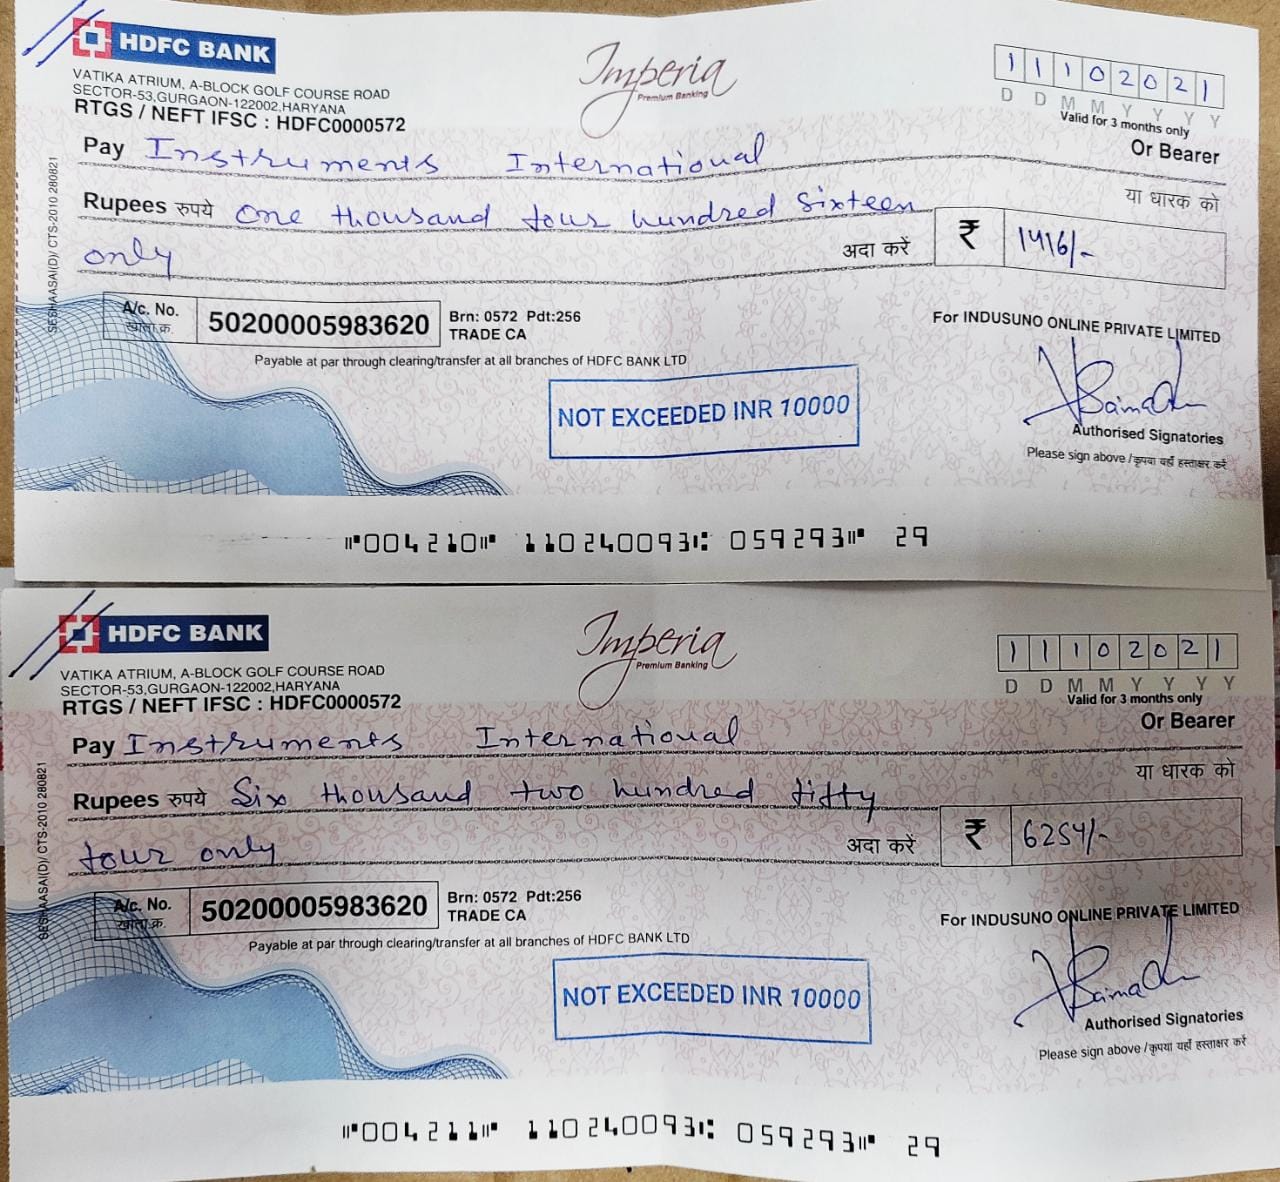 HDFC BANK
Imperia
Premium Banking
1 1 1 0 2 0 2 1
D D M M Y Y Y Y
VATIKA ATRIUM, A-BLOCK GOLF COURSE ROAD
SECTOR-53,GURGAON-122002,HARYANA
RTGS / NEFT IFSC : HDFC0000572
Valid for 3 months only
Pay Instruments International
Or Bearer
या धारक को
Rupees रुपये One thousand four hundred sixteen
only
अदा करें ₹ 1416/-
SESHAASAI(D)/ CTS-2010 280821
A/c. No.
खाता क्र.
50200005983620
Brn: 0572 Pdt:256
TRADE CA
For INDUSUNO ONLINE PRIVATE LIMITED
Payable at par through clearing/transfer at all branches of HDFC BANK LTD
NOT EXCEEDED INR 10000
Authorised Signatories
Please sign above /कृपया यहाँ हस्ताक्षर करें
⑈004210⑈ 110240093⑆ 059293⑈ 29
HDFC BANK
Imperia
Premium Banking
1 1 1 0 2 0 2 1
D D M M Y Y Y Y
VATIKA ATRIUM, A-BLOCK GOLF COURSE ROAD
SECTOR-53,GURGAON-122002,HARYANA
RTGS / NEFT IFSC : HDFC0000572
Valid for 3 months only
Pay Instruments International
Or Bearer
या धारक को
Rupees रुपये Six thousand two hundred fifty
four only
अदा करें ₹ 6254/-
SESHAASAI(D)/ CTS-2010 280821
A/c. No.
खाता क्र.
50200005983620
Brn: 0572 Pdt:256
TRADE CA
For INDUSUNO ONLINE PRIVATE LIMITED
Payable at par through clearing/transfer at all branches of HDFC BANK LTD
NOT EXCEEDED INR 10000
Authorised Signatories
Please sign above /कृपया यहाँ हस्ताक्षर करें
⑈004211⑈ 110240093⑆ 059293⑈ 29